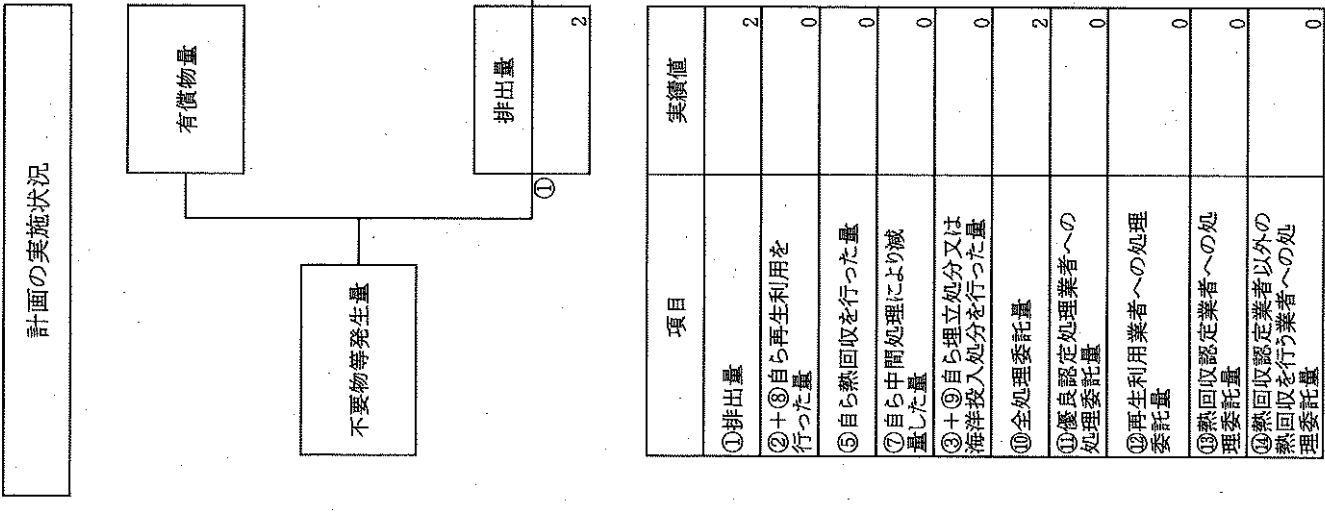 計画の実施状況
有償物量
不要物等発生量
①
排出量
2
項目
実績値
①排出量
2
②+⑧自ら再生利用を
行った量
0
⑤自ら熱回収を行った量
0
⑦自ら中間処理により減
量した量
0
③+⑨自ら埋立処分又は
海洋投入処分を行った量
0
⑩全処理委託量
2
⑪優良認定処理業者への
処理委託量
0
⑫再生利用業者への処理
委託量
0
⑬熱回収認定業者への処
理委託量
0
⑭熱回収認定業者以外の
熱回収を行う業者への処
理委託量
0